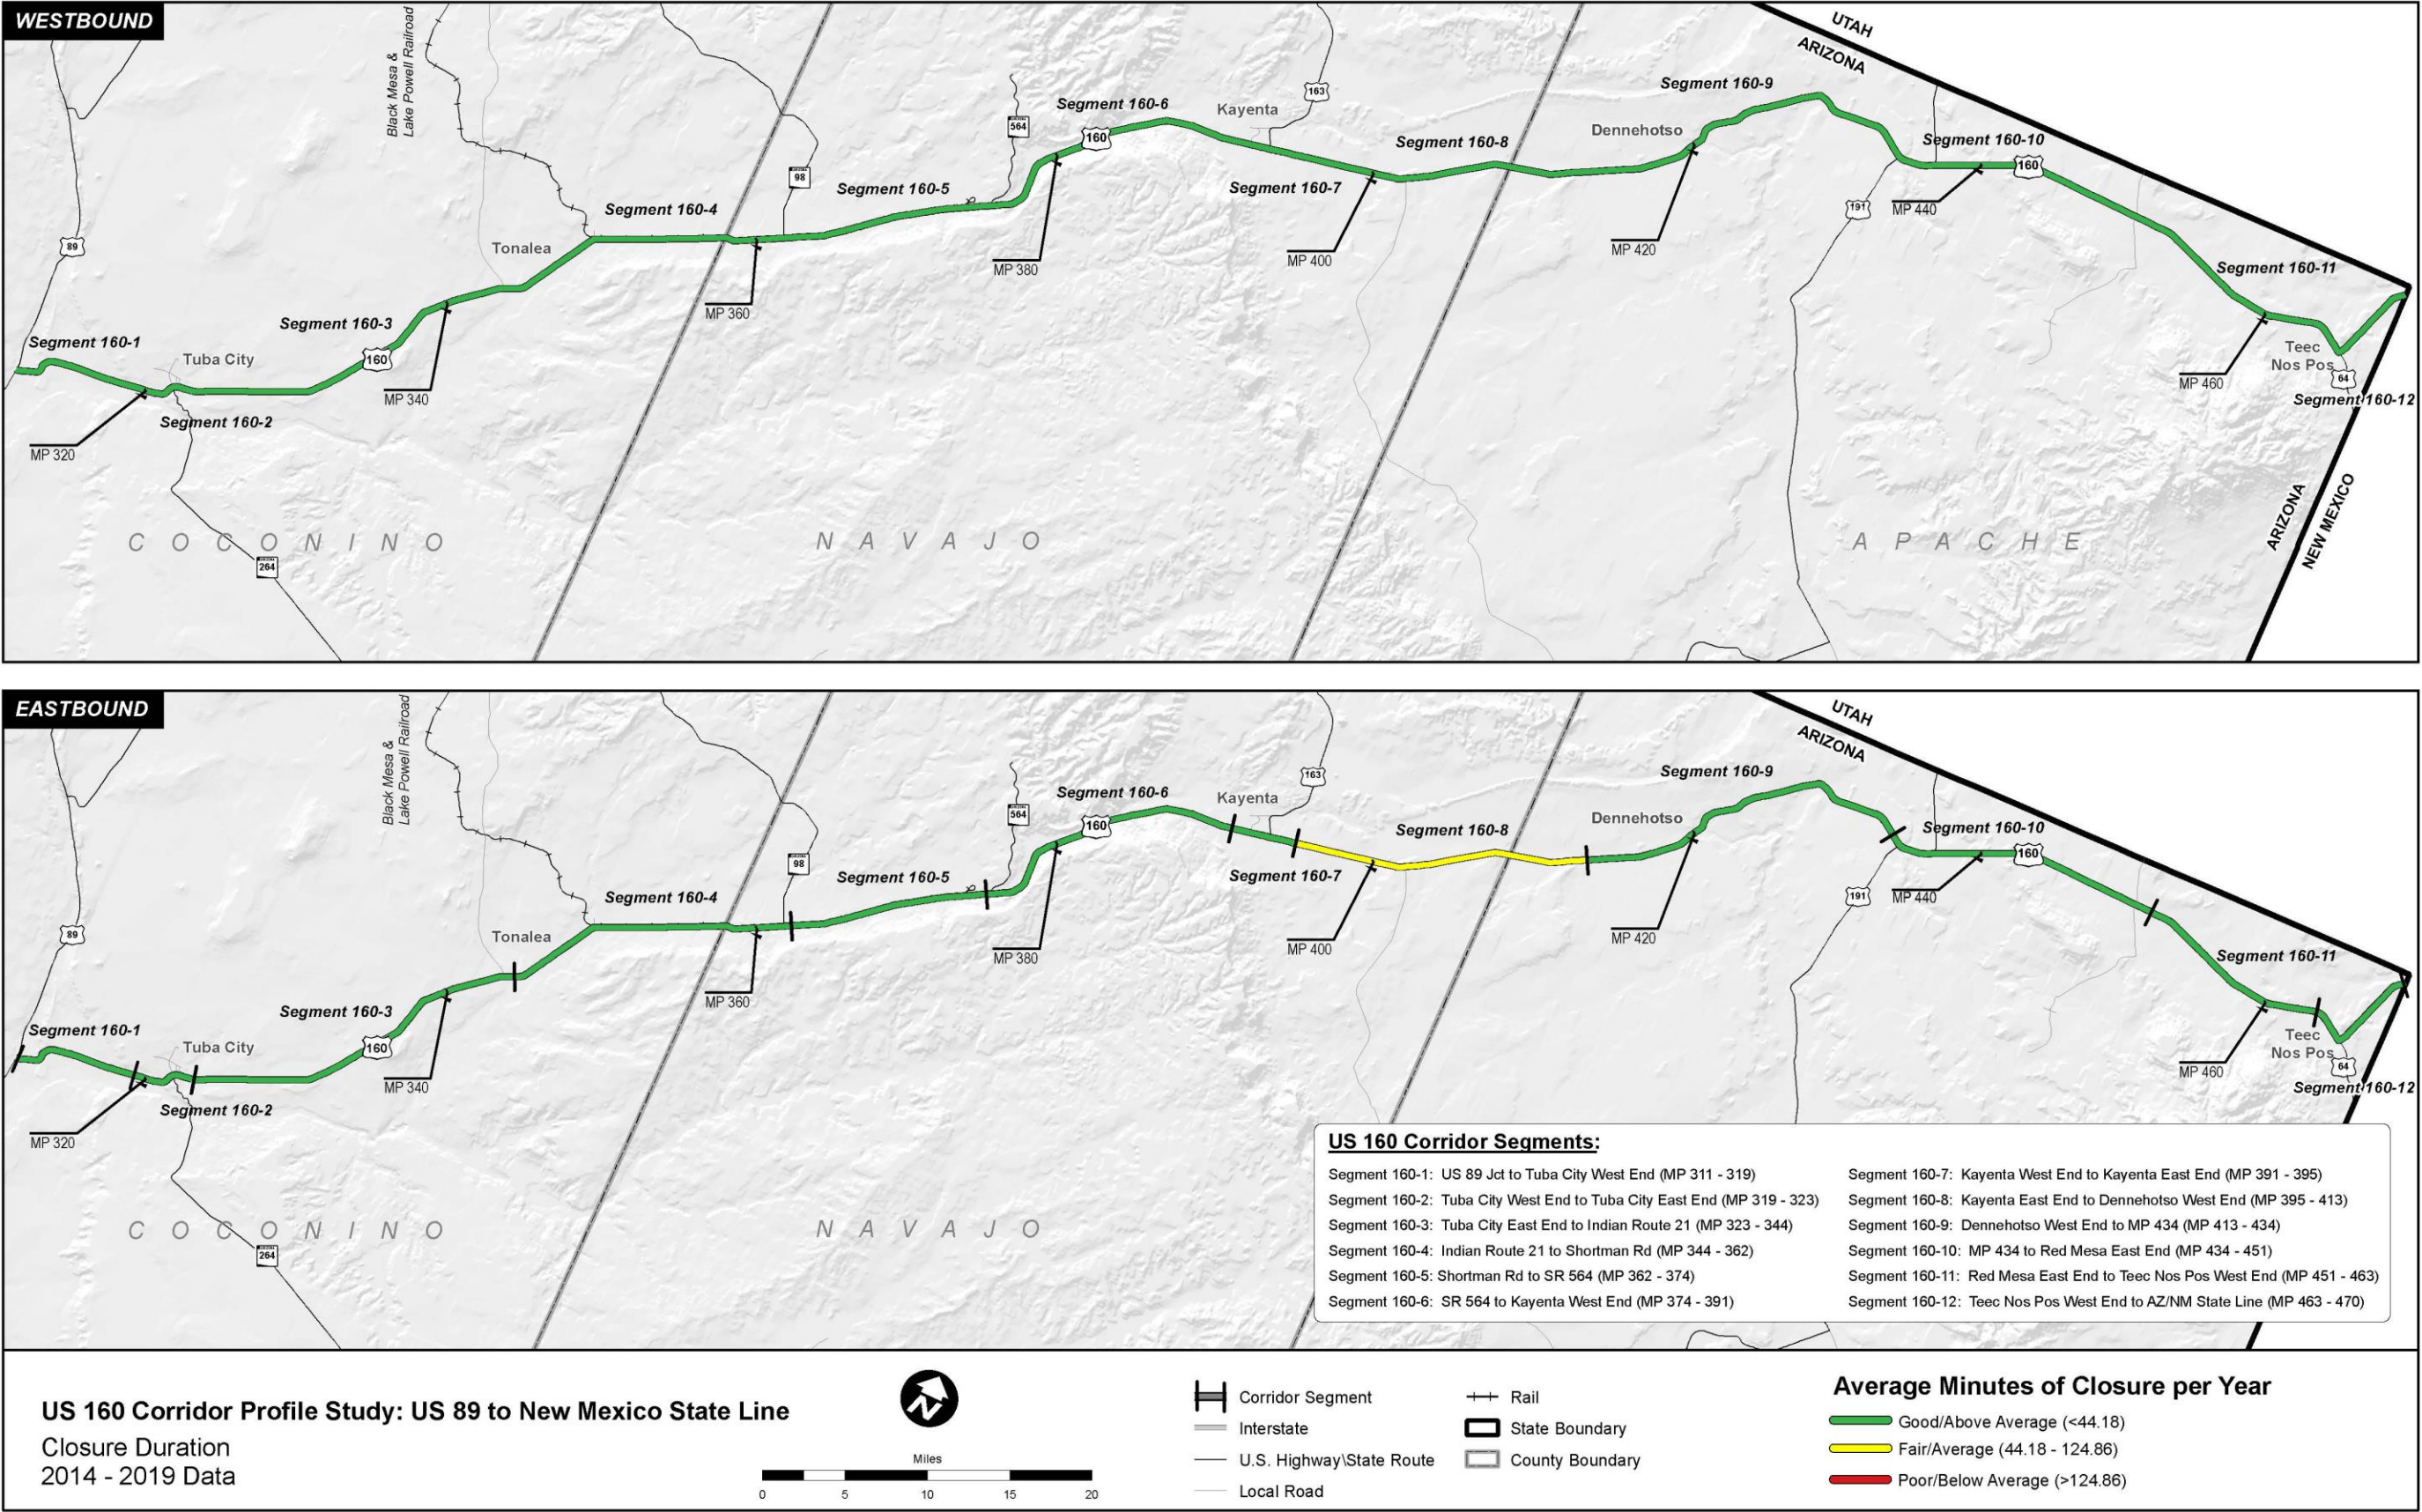 WESTBOUND
UTAH
ARIZONA
Black Mesa &
Lake Powell Railroad
Segment 160-9
163
Segment 160-6
Kayenta
564
160
Dennehotso
Segment 160-10
Segment 160-8
160
98
Segment 160-5
Segment 160-7
Segment 160-4
191
MP 440
89
Tonalea
MP 420
MP 400
MP 380
Segment 160-11
MP 360
Segment 160-3
Segment 160-1
Tuba City
160
Teec
Nos Pos
64
MP 460
MP 340
Segment 160-12
Segment 160-2
MP 320
ARIZONA
NEW MEXICO
COCONINO
NAVAJO
APACHE
264
EASTBOUND
UTAH
ARIZONA
Black Mesa &
Lake Powell Railroad
Segment 160-9
163
Segment 160-6
Kayenta
564
160
Dennehotso
Segment 160-10
Segment 160-8
160
98
Segment 160-5
Segment 160-7
Segment 160-4
191
MP 440
89
Tonalea
MP 420
MP 400
MP 380
Segment 160-11
MP 360
Segment 160-3
Segment 160-1
Tuba City
160
Teec
Nos Pos
64
MP 460
MP 340
Segment 160-12
Segment 160-2
MP 320
COCONINO
NAVAJO
264
US 160 Corridor Segments:
Segment 160-1: US 89 Jct to Tuba City West End (MP 311 - 319)
Segment 160-2: Tuba City West End to Tuba City East End (MP 319 - 323)
Segment 160-3: Tuba City East End to Indian Route 21 (MP 323 - 344)
Segment 160-4: Indian Route 21 to Shortman Rd (MP 344 - 362)
Segment 160-5: Shortman Rd to SR 564 (MP 362 - 374)
Segment 160-6: SR 564 to Kayenta West End (MP 374 - 391)
Segment 160-7: Kayenta West End to Kayenta East End (MP 391 - 395)
Segment 160-8: Kayenta East End to Dennehotso West End (MP 395 - 413)
Segment 160-9: Dennehotso West End to MP 434 (MP 413 - 434)
Segment 160-10: MP 434 to Red Mesa East End (MP 434 - 451)
Segment 160-11: Red Mesa East End to Teec Nos Pos West End (MP 451 - 463)
Segment 160-12: Teec Nos Pos West End to AZ/NM State Line (MP 463 - 470)
US 160 Corridor Profile Study: US 89 to New Mexico State Line
Closure Duration
2014 - 2019 Data
N
Miles
0 5 10 15 20
Corridor Segment
Interstate
U.S. Highway\State Route
Local Road
Rail
State Boundary
County Boundary
Average Minutes of Closure per Year
Good/Above Average (<44.18)
Fair/Average (44.18 - 124.86)
Poor/Below Average (>124.86)